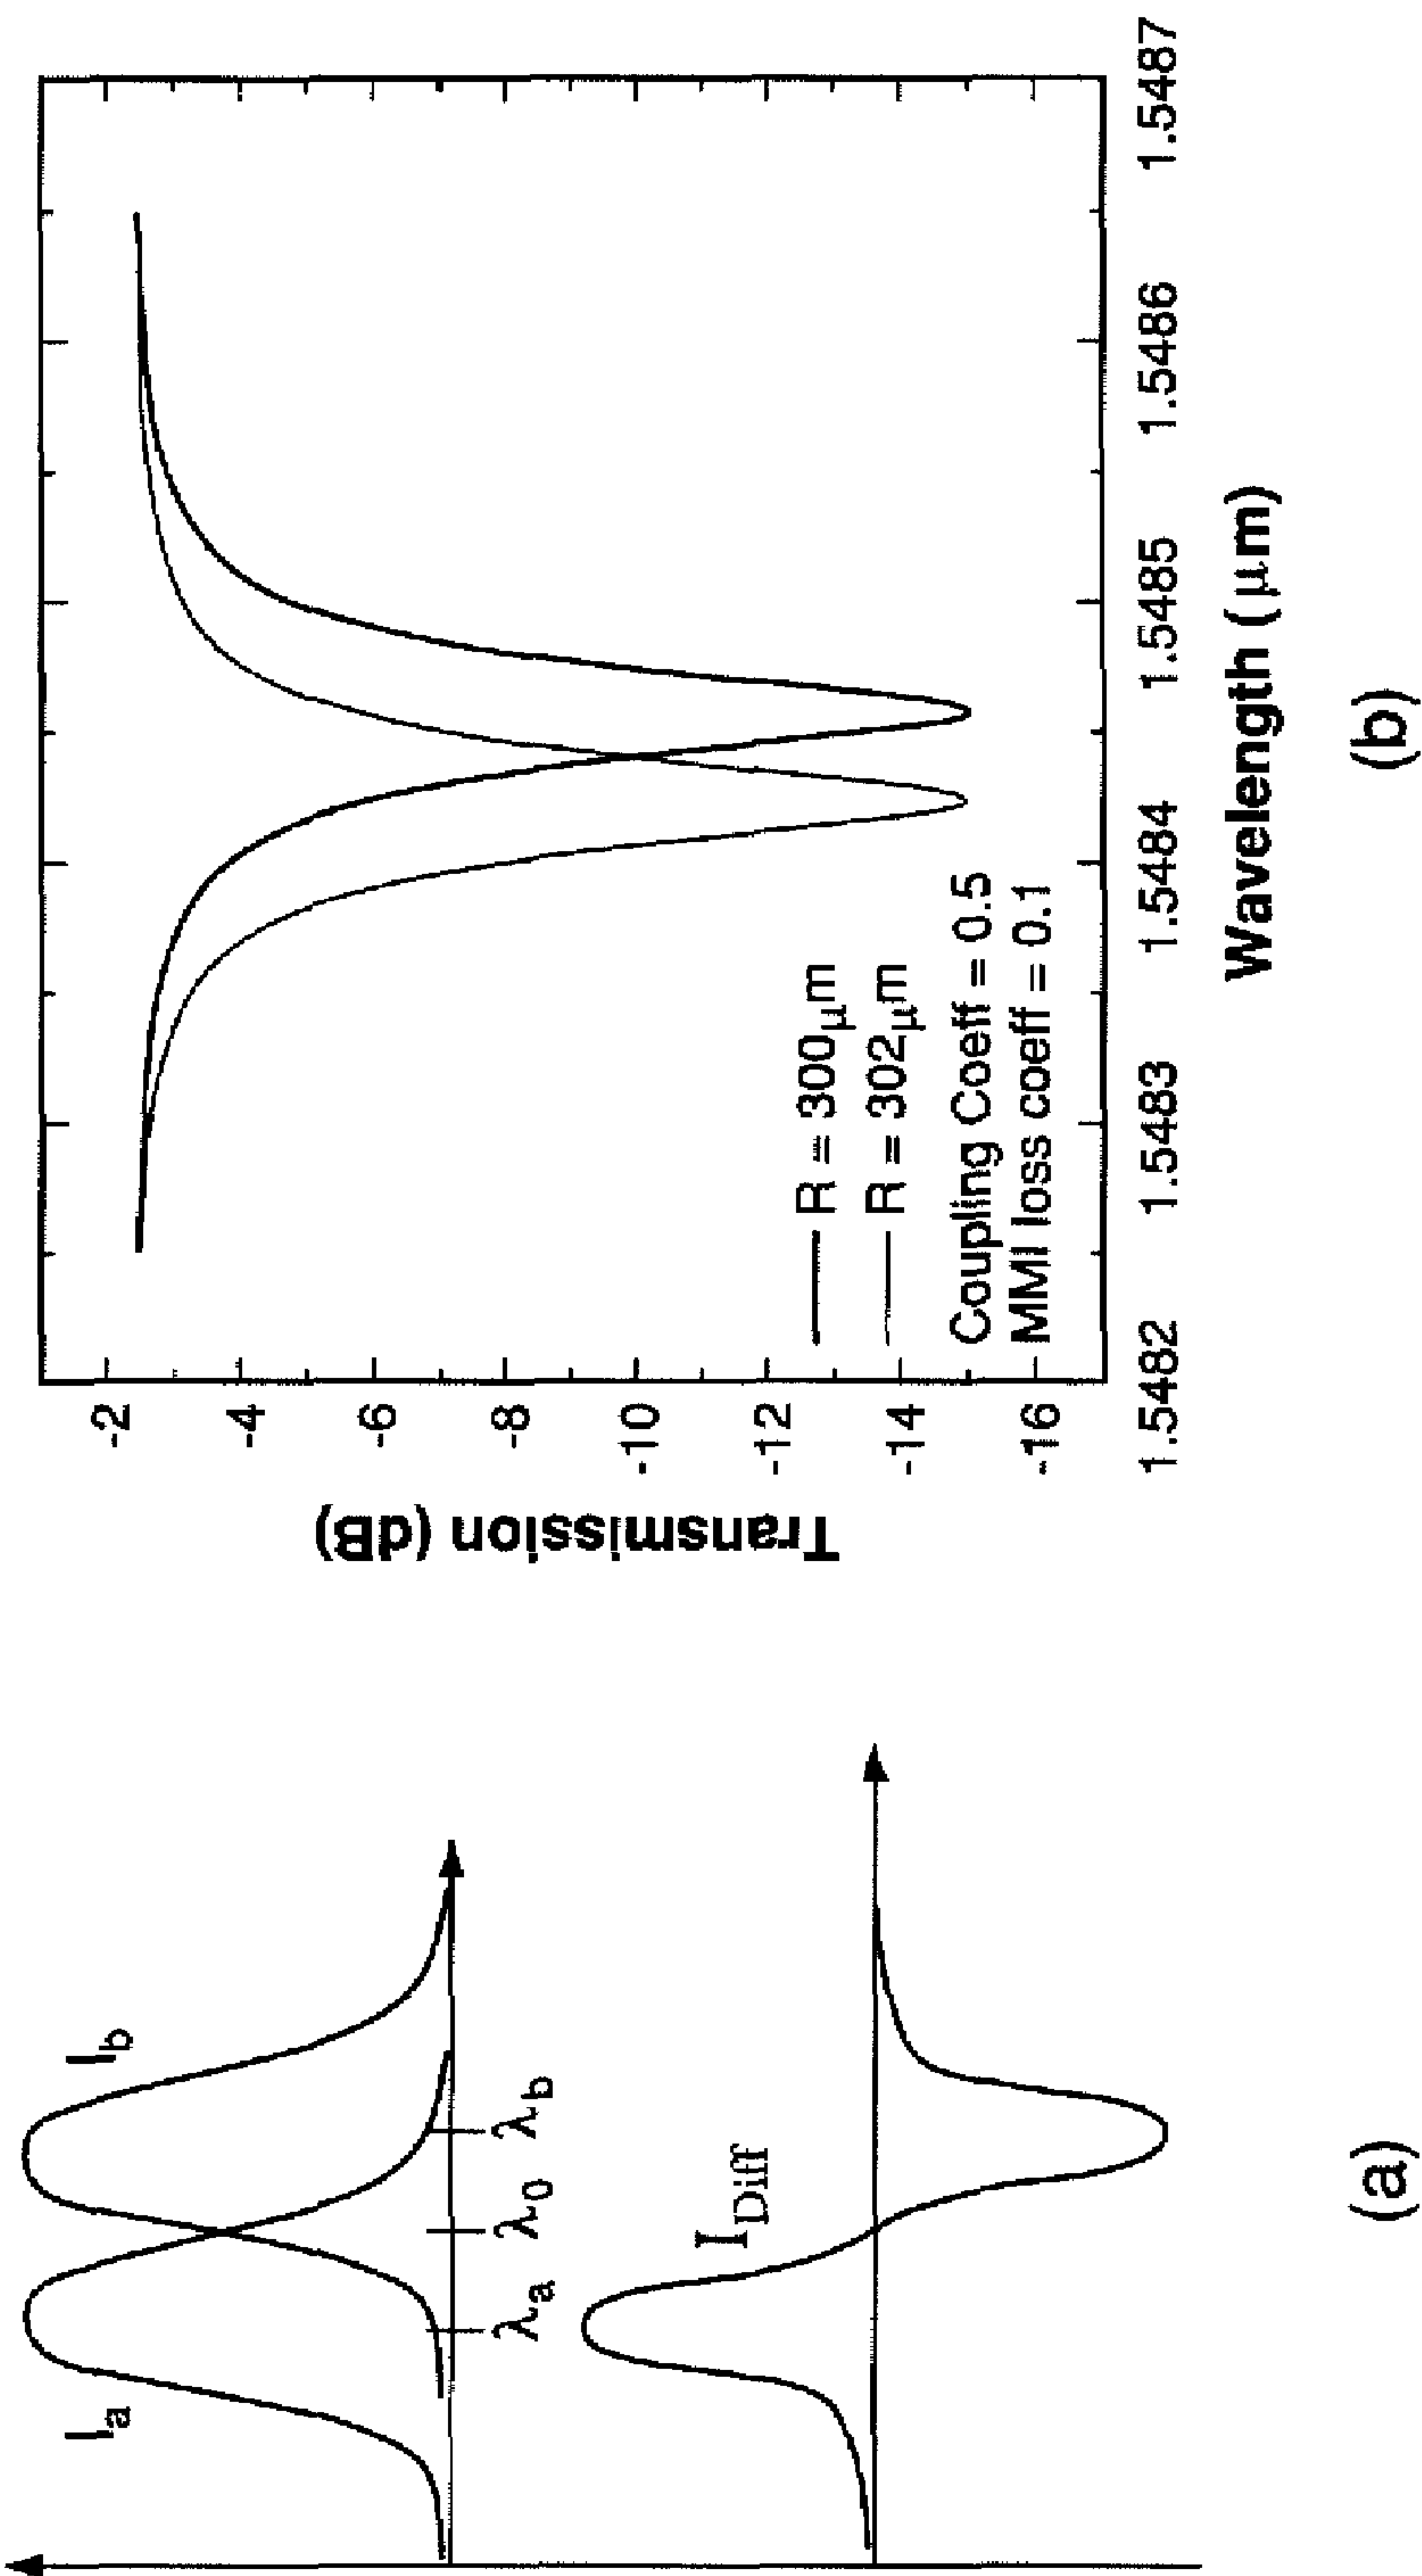 I_a
I_b
λ_a
λ_0
λ_b
I_Diff
(a)
Transmission (dB)
-2
-4
-6
-8
-10
-12
-14
-16
R = 300μm
R = 302μm
Coupling Coeff = 0.5
MMI loss coeff = 0.1
1.5482
1.5483
1.5484
1.5485
1.5486
1.5487
Wavelength (μm)
(b)